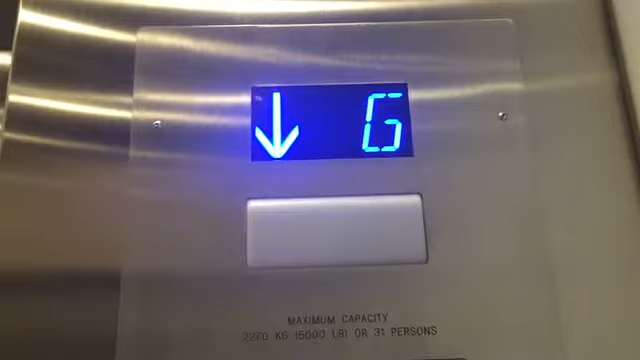 ↓ G
MAXIMUM CAPACITY
2270 KG (5000 LB) OR 31 PERSONS